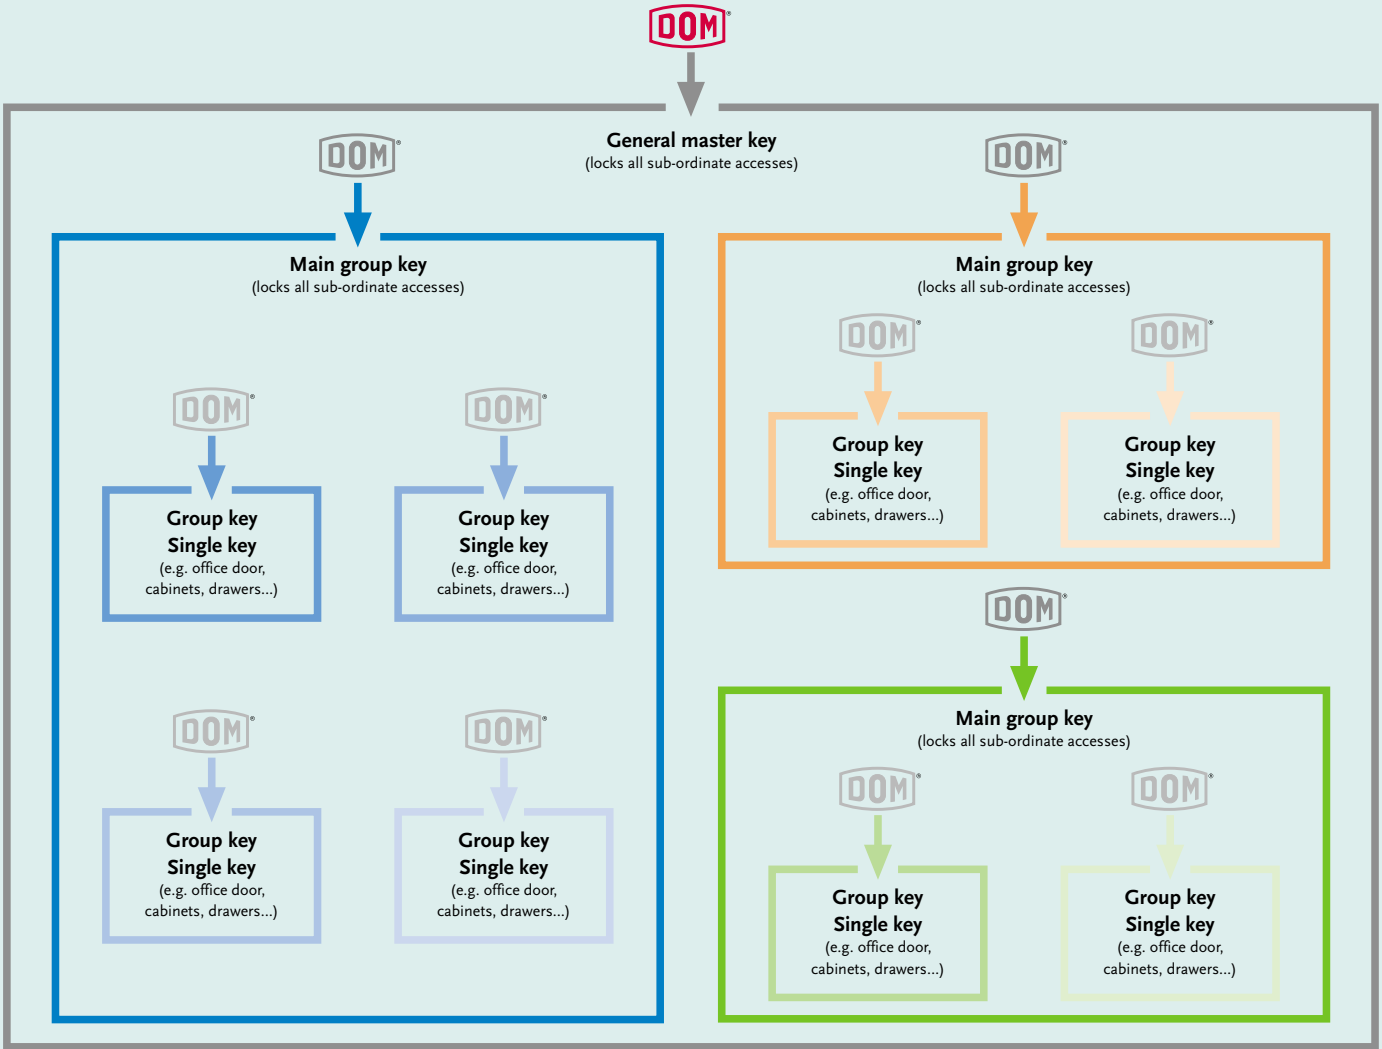 DOM®
General master key
(locks all sub-ordinate accesses)
DOM®
Main group key
(locks all sub-ordinate accesses)
DOM®
Group key
Single key
(e.g. office door,
cabinets, drawers...)
DOM®
Group key
Single key
(e.g. office door,
cabinets, drawers...)
DOM®
Group key
Single key
(e.g. office door,
cabinets, drawers...)
DOM®
Group key
Single key
(e.g. office door,
cabinets, drawers...)
DOM®
Main group key
(locks all sub-ordinate accesses)
DOM®
Group key
Single key
(e.g. office door,
cabinets, drawers...)
DOM®
Group key
Single key
(e.g. office door,
cabinets, drawers...)
DOM®
Main group key
(locks all sub-ordinate accesses)
DOM®
Group key
Single key
(e.g. office door,
cabinets, drawers...)
DOM®
Group key
Single key
(e.g. office door,
cabinets, drawers...)